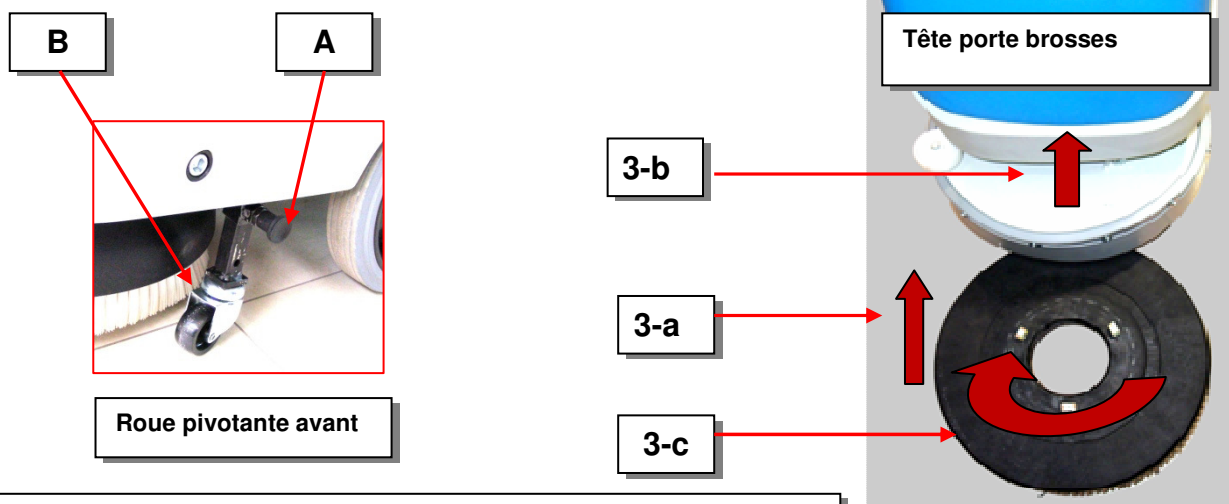 B
A
Tête porte brosses
3-b
3-a
Roue pivotante avant
3-c